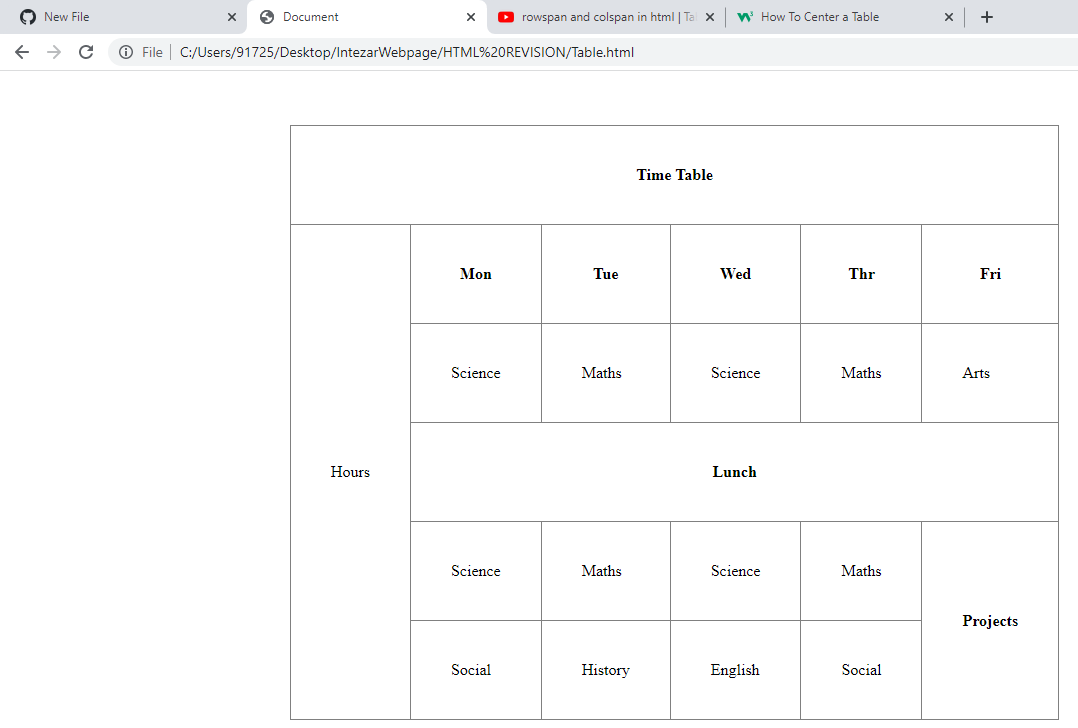 New File
Document
rowspan and colspan in html | Ta
How To Center a Table
File | C:/Users/91725/Desktop/IntezarWebpage/HTML%20REVISION/Table.html
Time Table
Mon Tue Wed Thr Fri
Science Maths Science Maths Arts
Hours Lunch
Science Maths Science Maths
Projects
Social History English Social